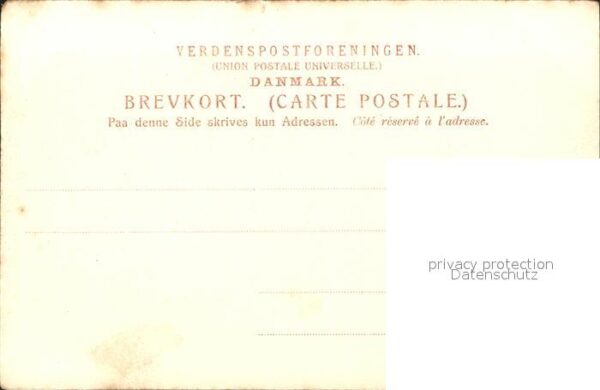 VERDENSPOSTFORENINGEN.
(UNION POSTALE UNIVERSELLE.)
DANMARK.
BREVKORT. (CARTE POSTALE.)
Paa denne Side skrives kun Adressen. Côté réservé à l'adresse.
privacy protection
Datenschutz